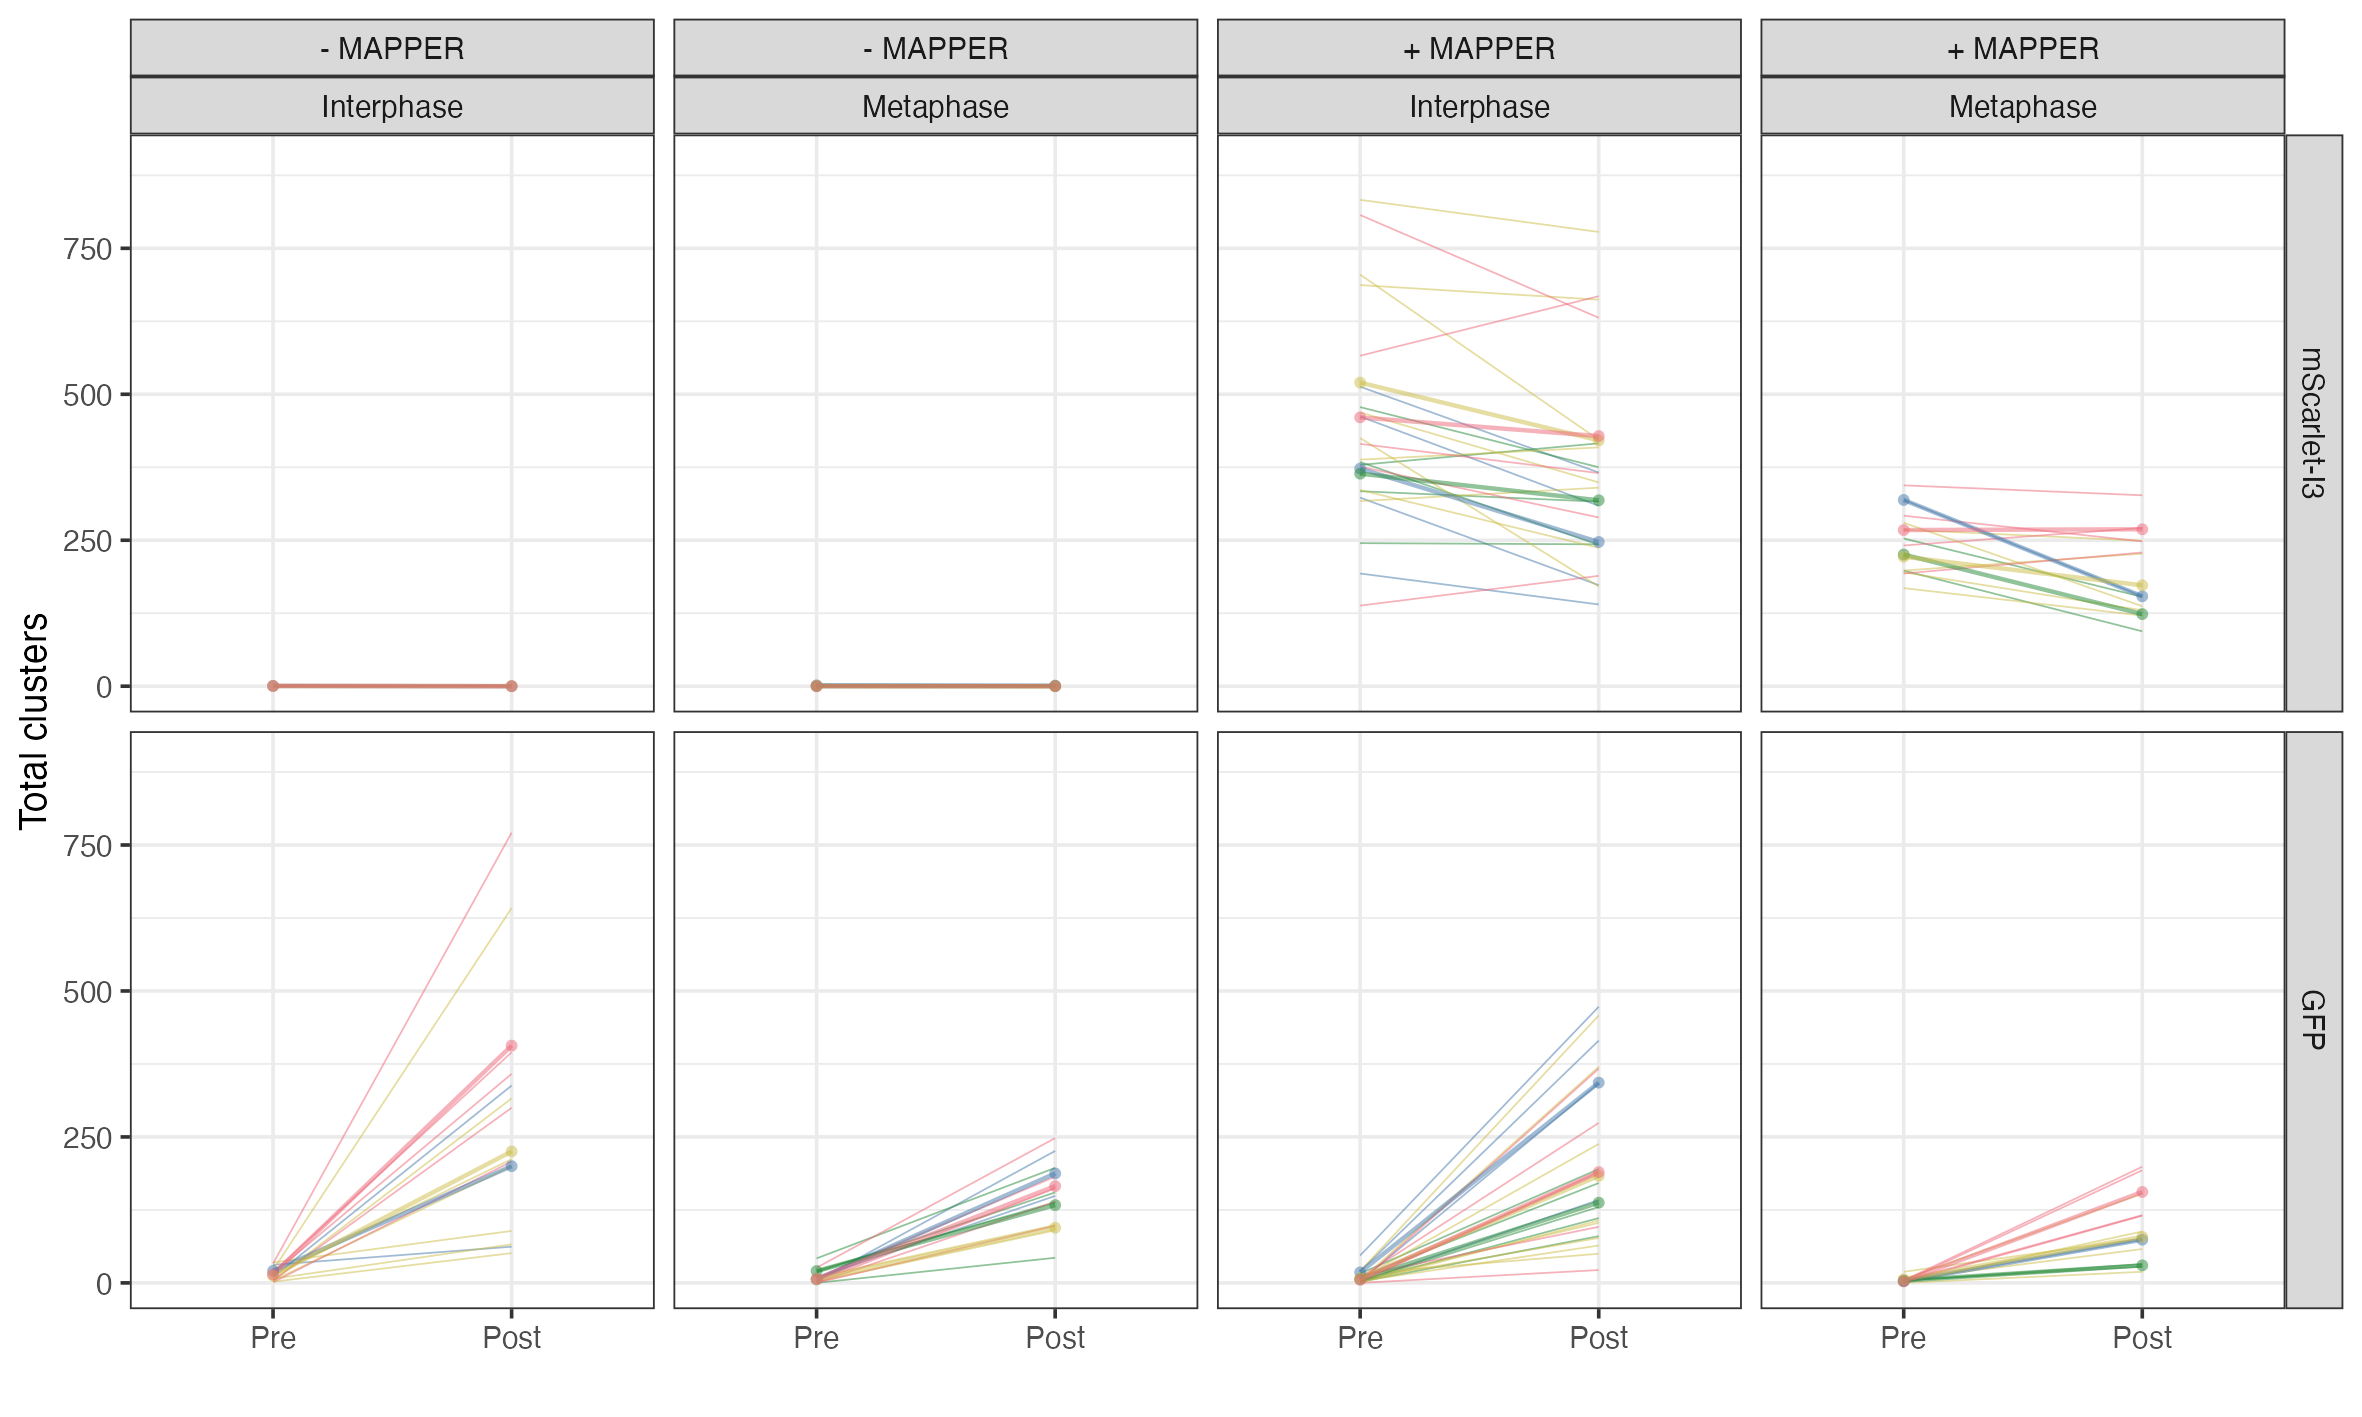 - MAPPER
- MAPPER
+ MAPPER
+ MAPPER
Interphase
Metaphase
Interphase
Metaphase
Total clusters
750
500
250
0
mScarlet-I3
750
500
250
0
GFP
Pre
Post
Pre
Post
Pre
Post
Pre
Post